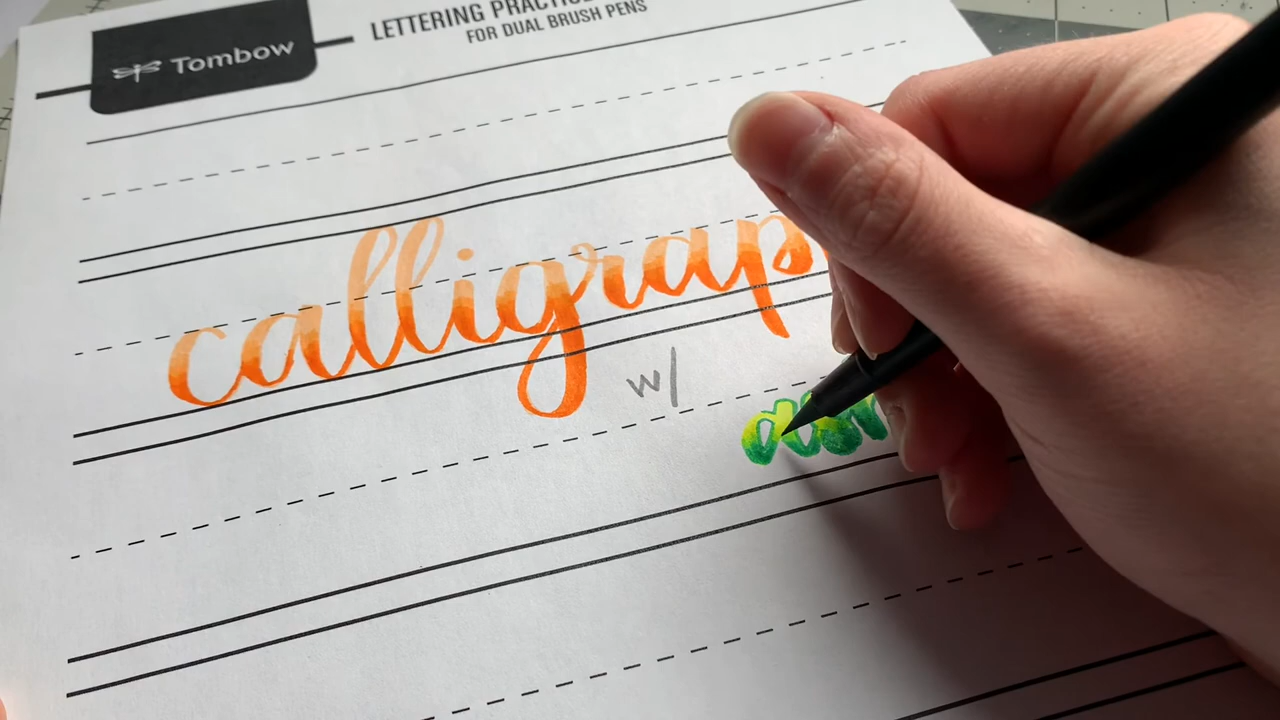 Tombow
LETTERING PRACTICE
FOR DUAL BRUSH PENS
calligrap
w/